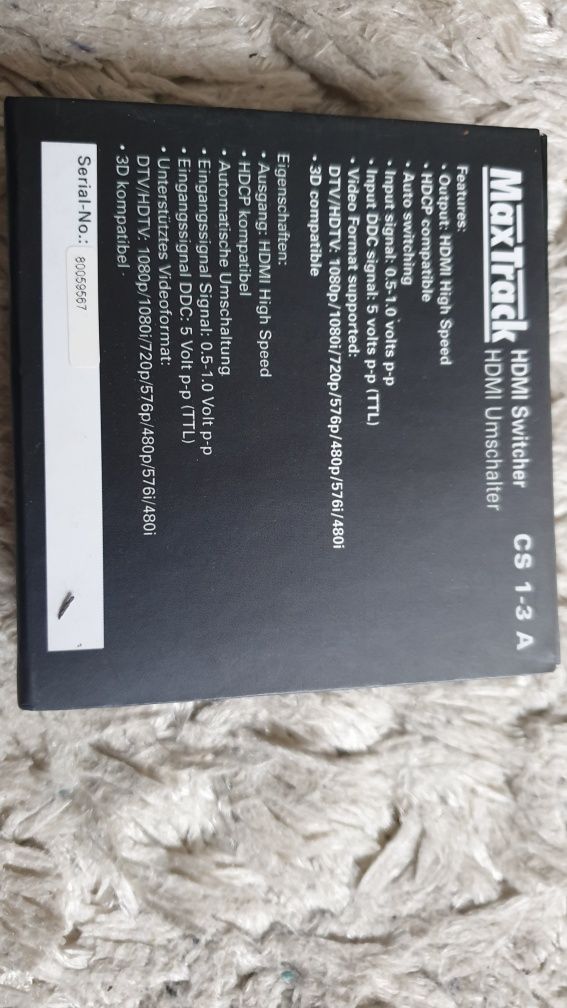 MaxTrack HDMI Switcher CS 1-3 A
HDMI Umschalter
Features:
• Output: HDMI High Speed
• HDCP compatible
• Auto switching
• Input signal: 0.5-1.0 volts p-p
• Input DDC signal: 5 volts p-p (TTL)
• Video Format supported:
DTV/HDTV: 1080p/1080i/720p/576p/480p/576i/480i
• 3D compatible
Eigenschaften:
• Ausgang: HDMI High Speed
• HDCP kompatibel
• Automatische Umschaltung
• Eingangssignal Signal: 0.5-1.0 Volt p-p
• Eingangssignal DDC: 5 Volt p-p (TTL)
• Unterstütztes Videoformat:
DTV/HDTV: 1080p/1080i/720p/576p/480p/576i/480i
• 3D kompatibel
Serial-No.: 80059567